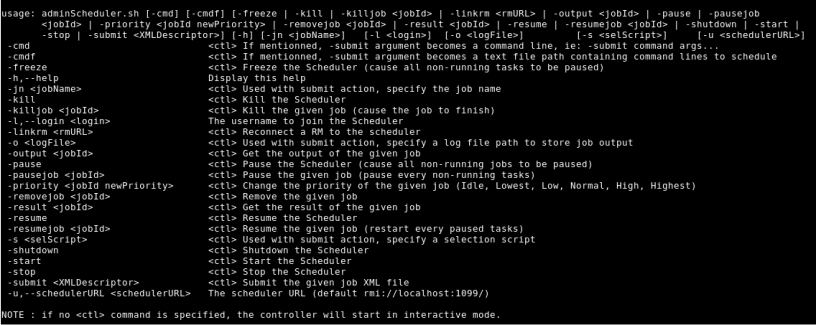 usage: adminScheduler.sh [-cmd] [-cmdf] [-freeze | -kill | -killjob <jobId> | -linkrm <rmURL> | -output <jobId> | -pause | -pausejob
<jobId> | -priority <jobId newPriority> | -removejob <jobId> | -result <jobId> | -resume | -resumejob <jobId> | -shutdown | -start |
-stop | -submit <XMLDescriptor>] [-h] [-jn <jobName>] [-l <login>] [-o <logFile>] [-s <selScript>] [-u <schedulerURL>]
-cmd <ctl> If mentionned, -submit argument becomes a command line, ie: -submit command args...
-cmdf <ctl> If mentionned, -submit argument becomes a text file path containing command lines to schedule
-freeze <ctl> Freeze the Scheduler (cause all non-running tasks to be paused)
-h,--help Display this help
-jn <jobName> <ctl> Used with submit action, specify the job name
-kill <ctl> Kill the Scheduler
-killjob <jobId> <ctl> Kill the given job (cause the job to finish)
-l,--login <login> The username to join the Scheduler
-linkrm <rmURL> <ctl> Reconnect a RM to the scheduler
-o <logFile> <ctl> Used with submit action, specify a log file path to store job output
-output <jobId> <ctl> Get the output of the given job
-pause <ctl> Pause the Scheduler (cause all non-running jobs to be paused)
-pausejob <jobId> <ctl> Pause the given job (pause every non-running tasks)
-priority <jobId newPriority> <ctl> Change the priority of the given job (Idle, Lowest, Low, Normal, High, Highest)
-removejob <jobId> <ctl> Remove the given job
-result <jobId> <ctl> Get the result of the given job
-resume <ctl> Resume the Scheduler
-resumejob <jobId> <ctl> Resume the given job (restart every paused tasks)
-s <selScript> <ctl> Used with submit action, specify a selection script
-shutdown <ctl> Shutdown the Scheduler
-start <ctl> Start the Scheduler
-stop <ctl> Stop the Scheduler
-submit <XMLDescriptor> <ctl> Submit the given job XML file
-u,--schedulerURL <schedulerURL> The scheduler URL (default rmi://localhost:1099/)
NOTE : if no <ctl> command is specified, the controller will start in interactive mode.